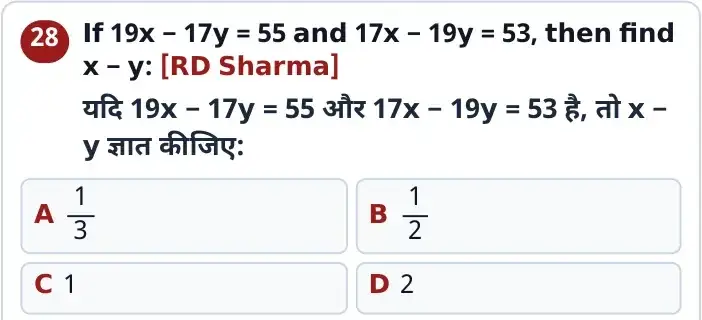 28 If 19x − 17y = 55 and 17x − 19y = 53, then find
x − y: [RD Sharma]
यदि 19x − 17y = 55 और 17x − 19y = 53 है, तो x −
y ज्ञात कीजिए:
A 1/3 B 1/2
C 1 D 2